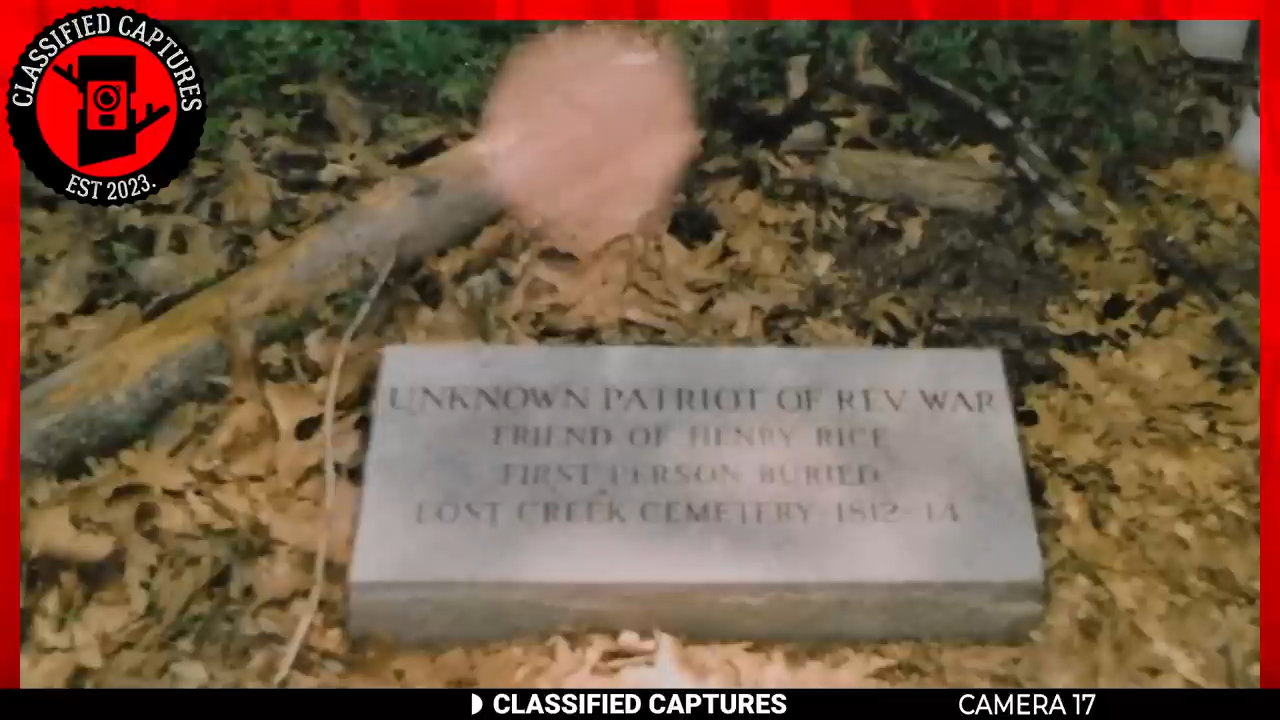 CLASSIFIED CAPTURES
EST 2023.
UNKNOWN PATRIOT OF REV WAR
FRIEND OF HENRY RICE
FIRST PERSON BURIED
LOST CREEK CEMETERY 1812-14
CLASSIFIED CAPTURES
CAMERA 17